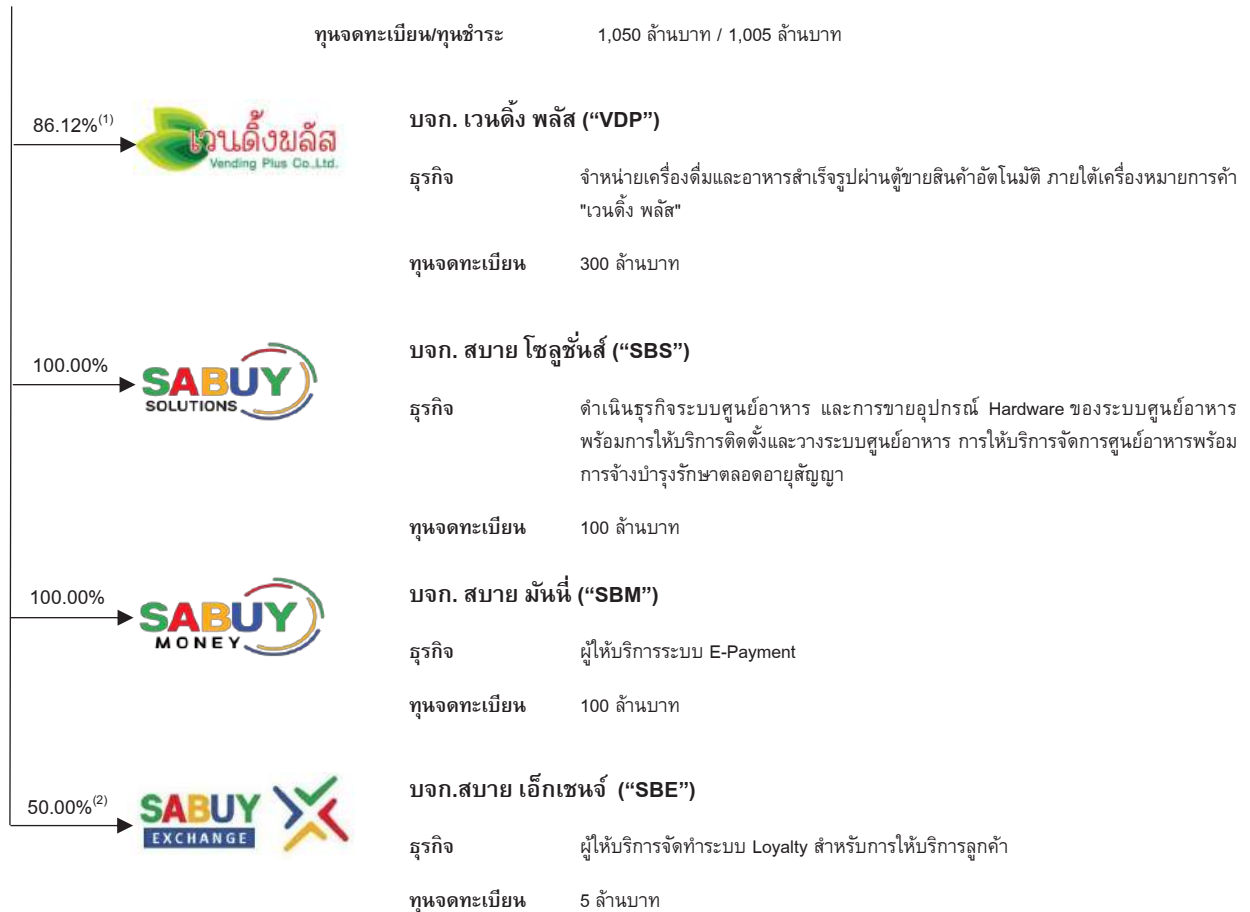 ทุนจดทะเบียน/ทุนชำระ 1,050 ล้านบาท / 1,005 ล้านบาท
86.12%(1)
เวนดิ้งพลัส
Vending Plus Co.,Ltd.
บจก. เวนดิ้ง พลัส (“VDP”)
ธุรกิจ จำหน่ายเครื่องดื่มและอาหารสำเร็จรูปผ่านตู้ขายสินค้าอัตโนมัติ ภายใต้เครื่องหมายการค้า
"เวนดิ้ง พลัส"
ทุนจดทะเบียน 300 ล้านบาท
100.00%
SABUY
SOLUTIONS
บจก. สบาย โซลูชั่นส์ (“SBS”)
ธุรกิจ ดำเนินธุรกิจระบบศูนย์อาหาร และการขายอุปกรณ์ Hardware ของระบบศูนย์อาหาร
พร้อมการให้บริการติดตั้งและวางระบบศูนย์อาหาร การให้บริการจัดการศูนย์อาหารพร้อม
การจ้างบำรุงรักษาตลอดอายุสัญญา
ทุนจดทะเบียน 100 ล้านบาท
100.00%
SABUY
MONEY
บจก. สบาย มันนี่ (“SBM”)
ธุรกิจ ผู้ให้บริการระบบ E-Payment
ทุนจดทะเบียน 100 ล้านบาท
50.00%(2)
SABUY
EXCHANGE
บจก.สบาย เอ็กเชนจ์ (“SBE”)
ธุรกิจ ผู้ให้บริการจัดทำระบบ Loyalty สำหรับการให้บริการลูกค้า
ทุนจดทะเบียน 5 ล้านบาท